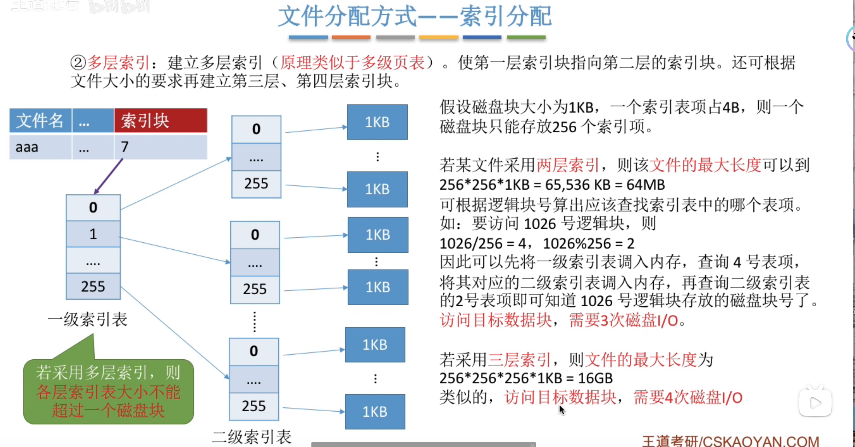 文件分配方式——索引分配
②多层索引：建立多层索引（原理类似于多级页表）。使第一层索引块指向第二层的索引块。还可根据
文件大小的要求再建立第三层、第四层索引块。
文件名 … 索引块
aaa … 7
0
1
….
255
一级索引表
若采用多层索引，则
各层索引表大小不能
超过一个磁盘块
0
….
255
0
….
255
0
….
255
二级索引表
1KB
1KB
1KB
1KB
1KB
1KB
假设磁盘块大小为1KB，一个索引表项占4B，则一个
磁盘块只能存放256 个索引项。
若某文件采用两层索引，则该文件的最大长度可以到
256*256*1KB = 65,536 KB = 64MB
可根据逻辑块号算出应该查找索引表中的哪个表项。
如：要访问 1026 号逻辑块，则
1026/256 = 4，1026%256 = 2
因此可以先将一级索引表调入内存，查询 4 号表项，
将其对应的二级索引表调入内存，再查询二级索引表
的2号表项即可知道 1026 号逻辑块存放的磁盘块号了。
访问目标数据块，需要3次磁盘I/O。
若采用三层索引，则文件的最大长度为
256*256*256*1KB = 16GB
类似的，访问目标数据块，需要4次磁盘I/O
王道考研/CSKAOYAN.COM